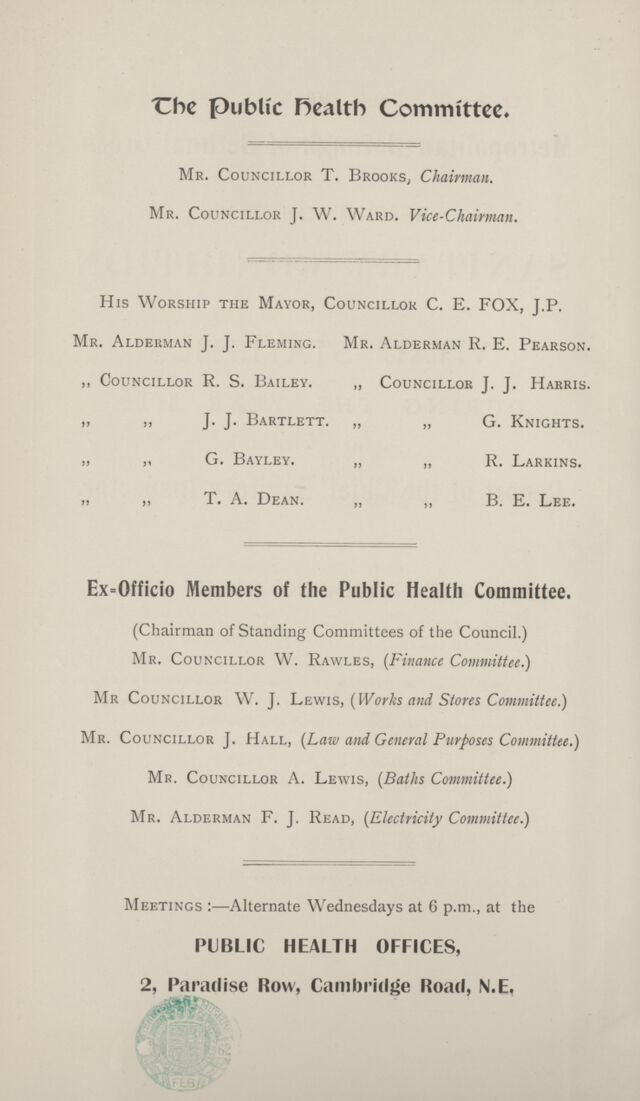 The Public Health Committee.
Mr. Councillor T. Brooks, Chairman.
Mr. Councillor J. W. Ward. Vice-Chairman.
His Worship the Mayor, Councillor C. E. FOX, J.P.
Mr. Alderman J. J. Fleming. Mr. Alderman R. E. Pearson.
„ Councillor R. S. Bailey. „ Councillor J. J. Harris.
„ „ J. J. Bartlett. „ „ G. Knights.
„ „ G. Bayley. „ „ R. Larkins.
„ „ T. A. Dean. „ „ B. E. Lee.
Ex=Officio Members of the Public Health Committee.
(Chairman of Standing Committees of the Council.)
Mr. Councillor W. Rawles, (Finance Committee.)
Mr Councillor W. J. Lewis, (Works and Stores Committee.)
Mr. Councillor J. Hall, (Law and General Purposes Committee.)
Mr. Councillor A. Lewis, (Baths Committee.)
Mr. Alderman F. J. Read, (Electricity Committee.)
Meetings :—Alternate Wednesdays at 6 p.m., at the
PUBLIC HEALTH OFFICES,
2, Paradise Row, Cambridge Road, N.E,
FEB